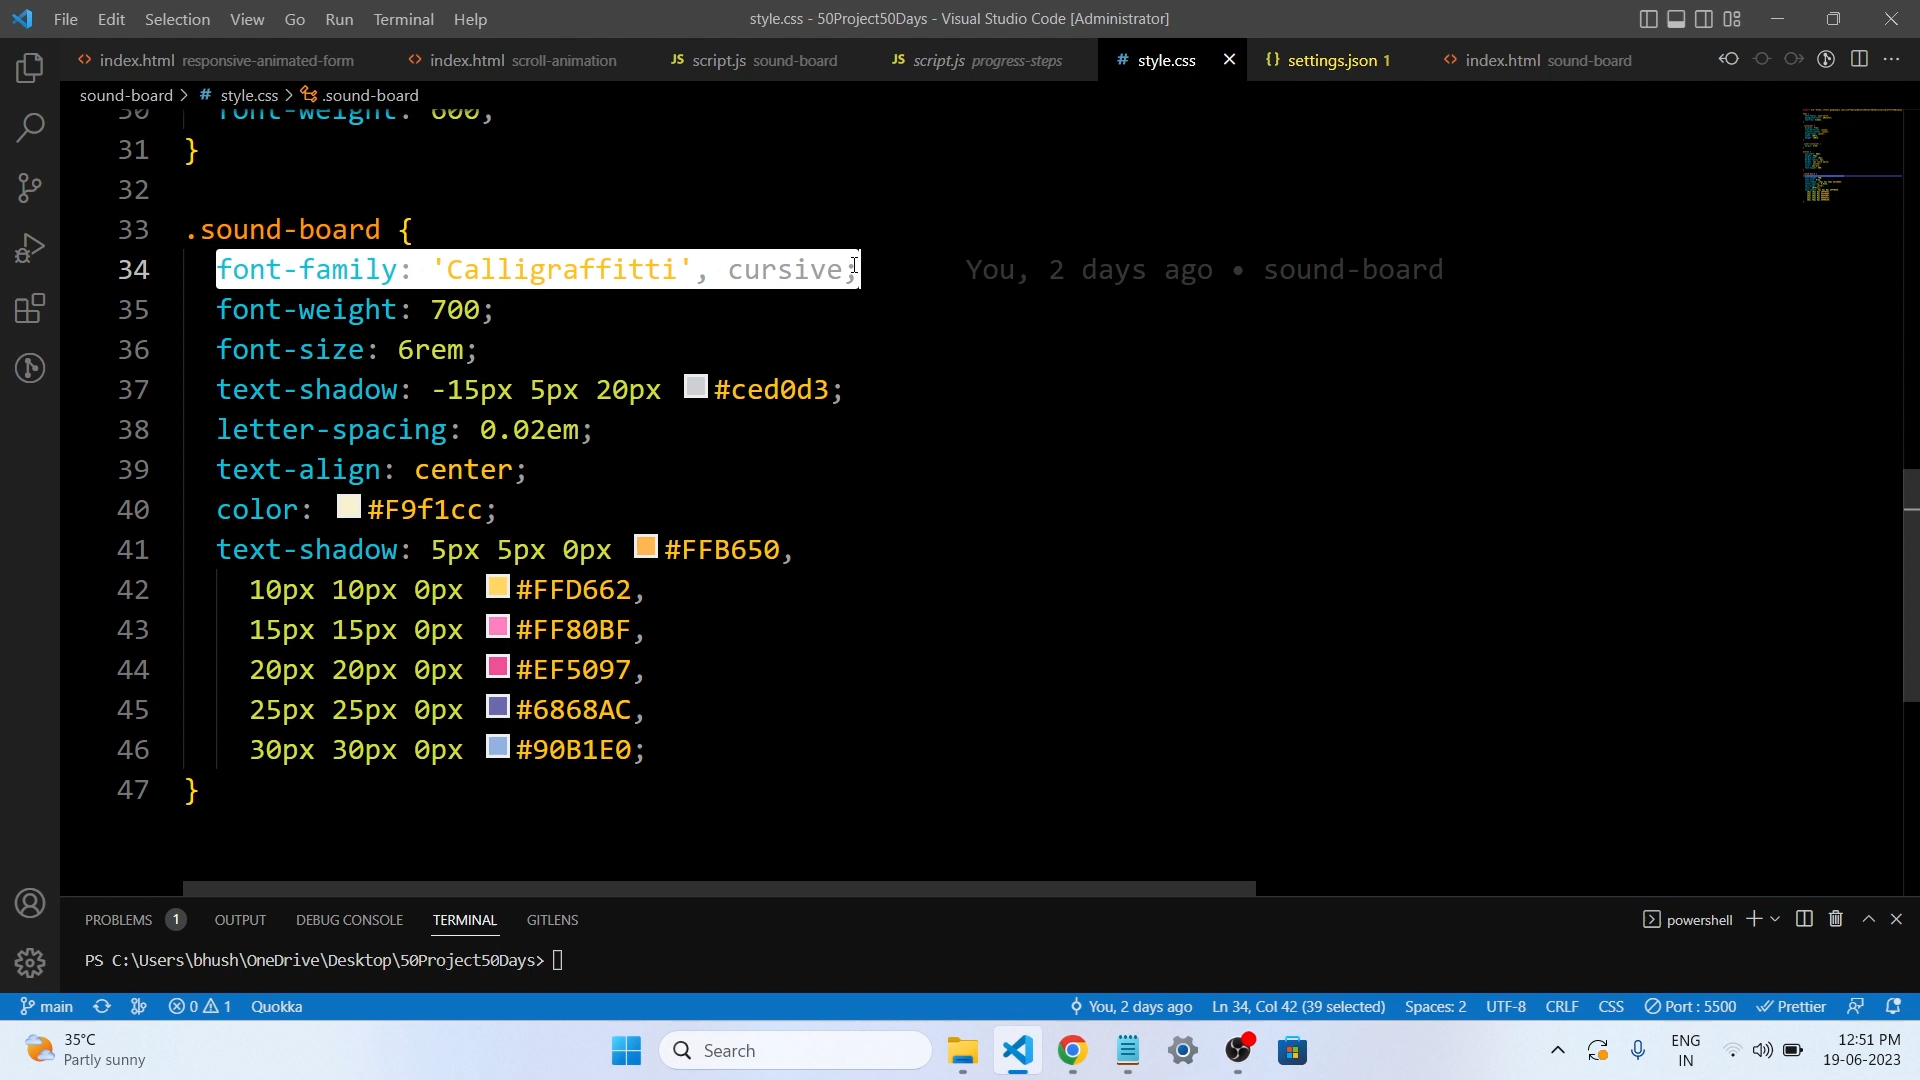 File Edit Selection View Go Run Terminal Help style.css - 50Project50Days - Visual Studio Code [Administrator]
index.html responsive-animated-form index.html scroll-animation JS script.js sound-board JS script.js progress-steps # style.css {} settings.json 1 index.html sound-board
sound-board > # style.css > .sound-board
30 font-weight: 600;
31 }
32
33 .sound-board {
34 font-family: 'Calligraffitti', cursive; You, 2 days ago • sound-board
35 font-weight: 700;
36 font-size: 6rem;
37 text-shadow: -15px 5px 20px #ced0d3;
38 letter-spacing: 0.02em;
39 text-align: center;
40 color: #F9f1cc;
41 text-shadow: 5px 5px 0px #FFB650,
42 10px 10px 0px #FFD662,
43 15px 15px 0px #FF80BF,
44 20px 20px 0px #EF5097,
45 25px 25px 0px #6868AC,
46 30px 30px 0px #90B1E0;
47 }
PROBLEMS 1 OUTPUT DEBUG CONSOLE TERMINAL GITLENS powershell
PS C:\Users\bhush\OneDrive\Desktop\50Project50Days>
main 0 1 Quokka You, 2 days ago Ln 34, Col 42 (39 selected) Spaces: 2 UTF-8 CRLF CSS Port : 5500 Prettier
35°C
Partly sunny
Search
ENG
IN
12:51 PM
19-06-2023